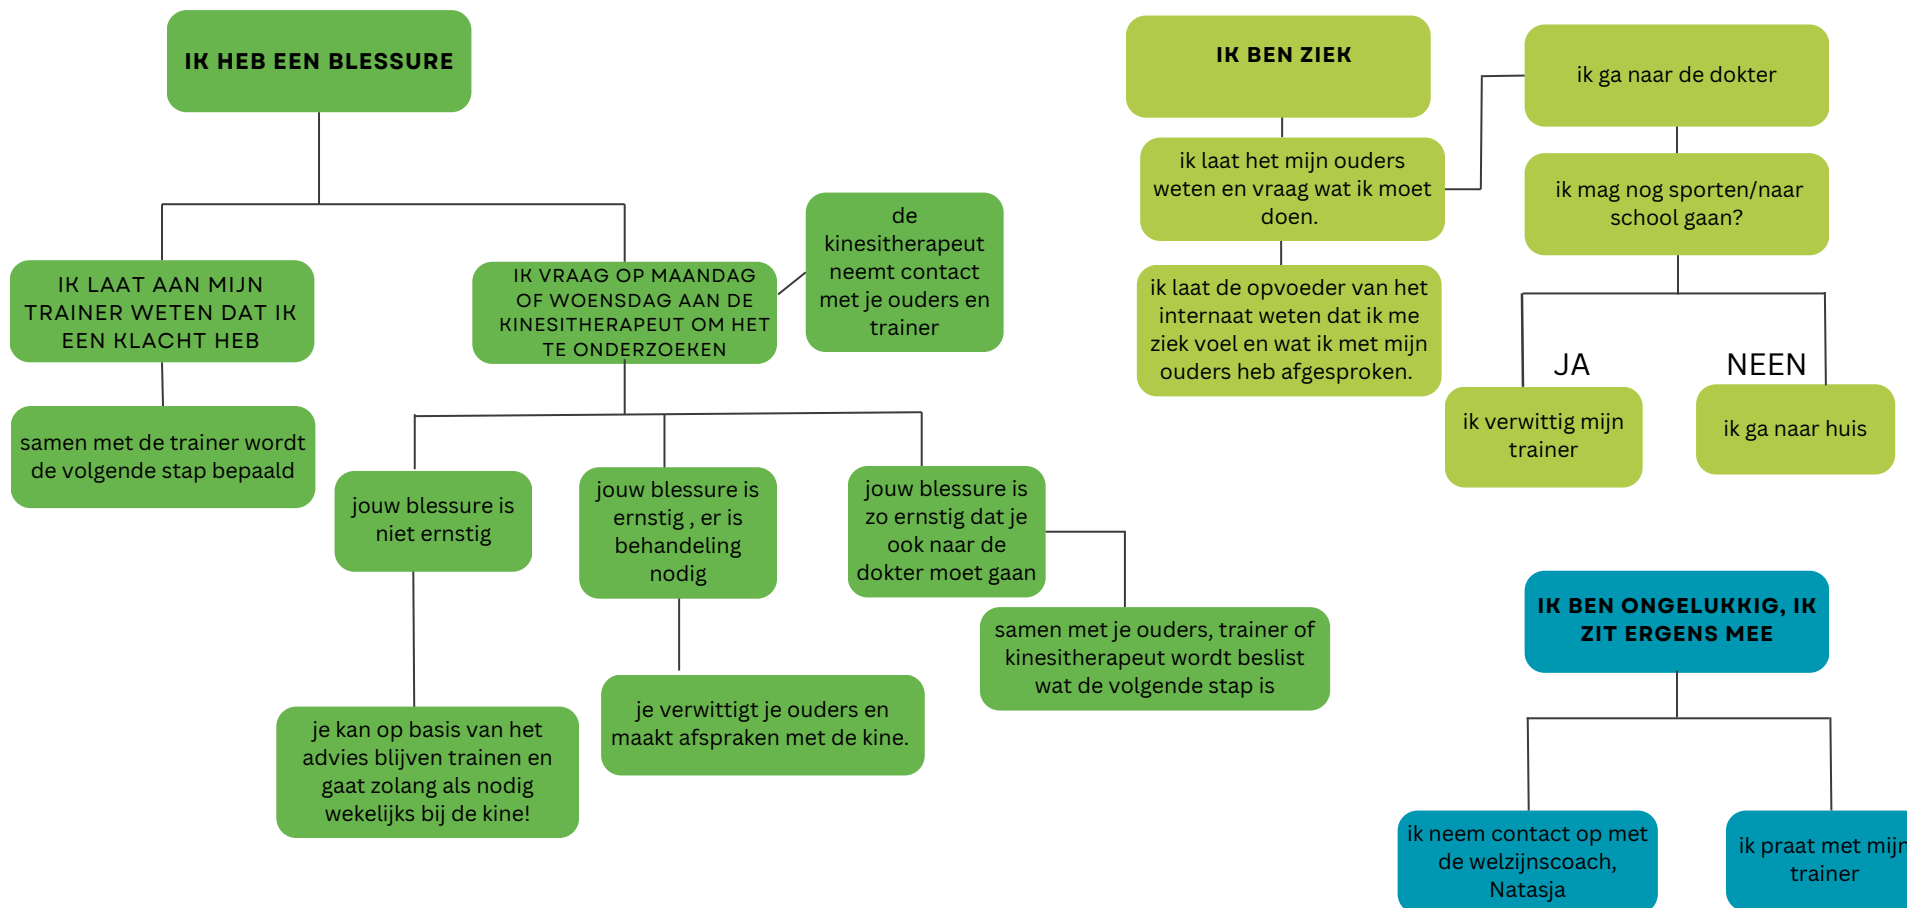 IK HEB EEN BLESSURE
IK LAAT AAN MIJN
TRAINER WETEN DAT IK
EEN KLACHT HEB
samen met de trainer wordt
de volgende stap bepaald
IK VRAAG OP MAANDAG
OF WOENSDAG AAN DE
KINESITHERAPEUT OM HET
TE ONDERZOEKEN
de
kinesitherapeut
neemt contact
met je ouders en
trainer
jouw blessure is
niet ernstig
je kan op basis van het
advies blijven trainen en
gaat zolang als nodig
wekelijks bij de kine!
jouw blessure is
ernstig , er is
behandeling
nodig
je verwittigt je ouders en
maakt afspraken met de kine.
jouw blessure is
zo ernstig dat je
ook naar de
dokter moet gaan
samen met je ouders, trainer of
kinesitherapeut wordt beslist
wat de volgende stap is
IK BEN ZIEK
ik laat het mijn ouders
weten en vraag wat ik moet
doen.
ik laat de opvoeder van het
internaat weten dat ik me
ziek voel en wat ik met mijn
ouders heb afgesproken.
ik ga naar de dokter
ik mag nog sporten/naar
school gaan?
JA
ik verwittig mijn
trainer
NEEN
ik ga naar huis
IK BEN ONGELUKKIG, IK
ZIT ERGENS MEE
ik neem contact op met
de welzijnscoach,
Natasja
ik praat met mijn
trainer